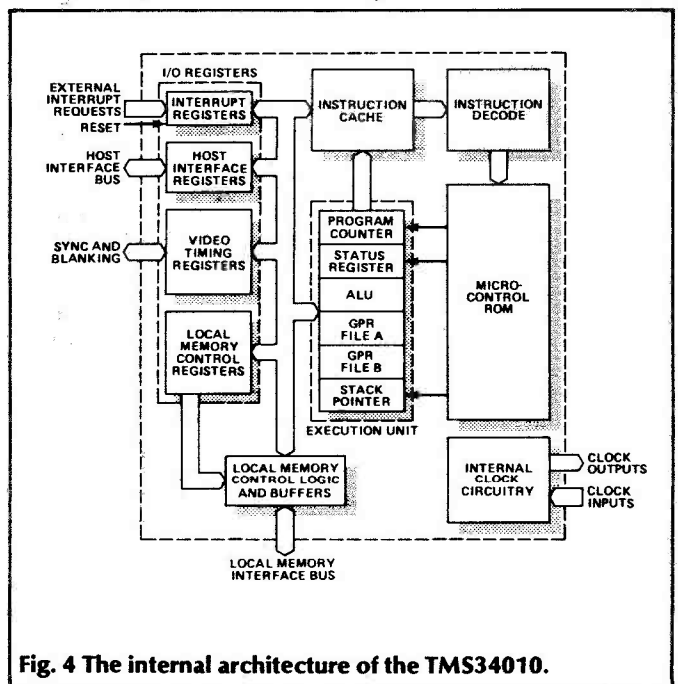 I/O REGISTERS
EXTERNAL
INTERRUPT
REQUESTS
RESET
INTERRUPT
REGISTERS
HOST
INTERFACE
BUS
HOST
INTERFACE
REGISTERS
SYNC AND
BLANKING
VIDEO
TIMING
REGISTERS
LOCAL
MEMORY
CONTROL
REGISTERS
INSTRUCTION
CACHE
INSTRUCTION
DECODE
PROGRAM
COUNTER
STATUS
REGISTER
ALU
GPR
FILE A
GPR
FILE B
STACK
POINTER
EXECUTION UNIT
MICRO-
CONTROL
ROM
LOCAL MEMORY
CONTROL LOGIC
AND BUFFERS
INTERNAL
CLOCK
CIRCUITRY
CLOCK
OUTPUTS
CLOCK
INPUTS
LOCAL MEMORY
INTERFACE BUS
Fig. 4 The internal architecture of the TMS34010.